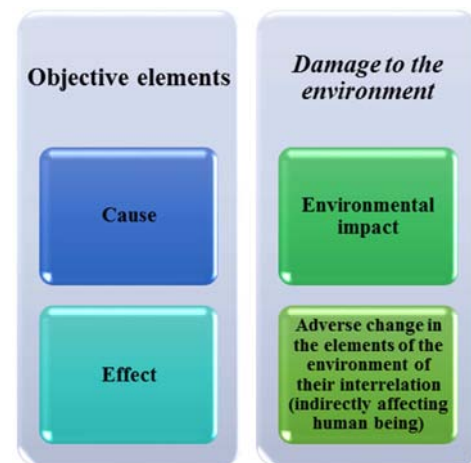 Objective elements
Cause
Effect
Damage to the
environment
Environmental
impact
Adverse change in
the elements of the
environment of
their interrelation
(indirectly affecting
human being)